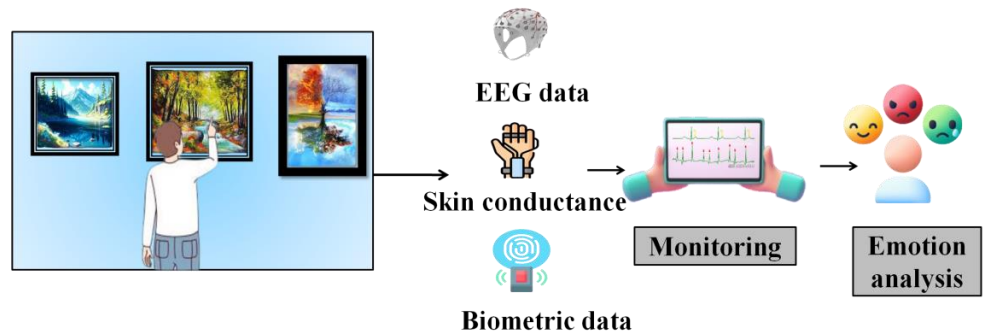 EEG data
Skin conductance
Biometric data
Monitoring
Emotion
analysis